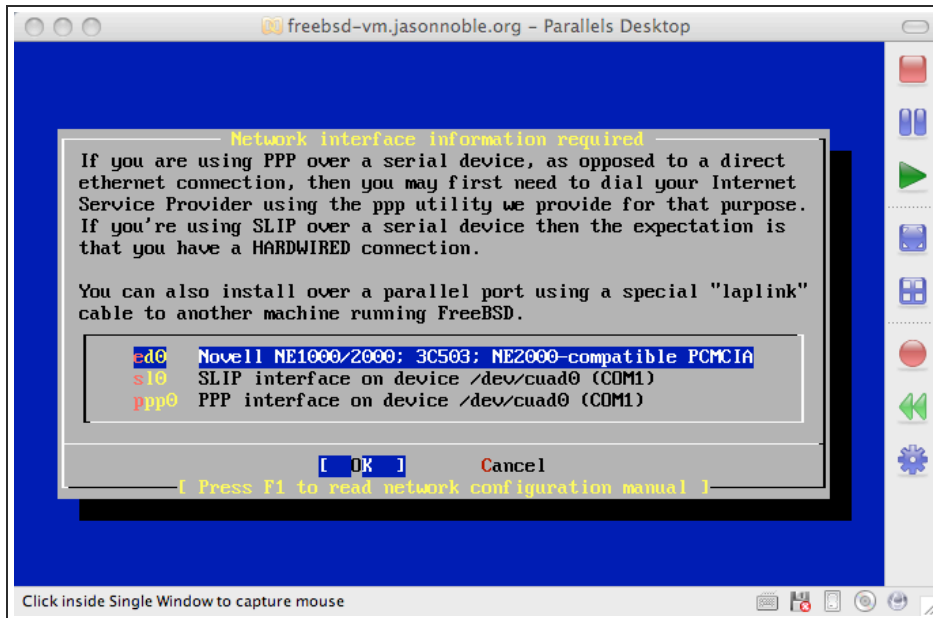 freebsd-vm.jasonnoble.org – Parallels Desktop
Network interface information required
If you are using PPP over a serial device, as opposed to a direct
ethernet connection, then you may first need to dial your Internet
Service Provider using the ppp utility we provide for that purpose.
If you're using SLIP over a serial device then the expectation is
that you have a HARDWIRED connection.
You can also install over a parallel port using a special "laplink"
cable to another machine running FreeBSD.
ed0 Novell NE1000/2000; 3C503; NE2000-compatible PCMCIA
sl0 SLIP interface on device /dev/cuad0 (COM1)
ppp0 PPP interface on device /dev/cuad0 (COM1)
[ OK ] Cancel
[ Press F1 to read network configuration manual ]
Click inside Single Window to capture mouse